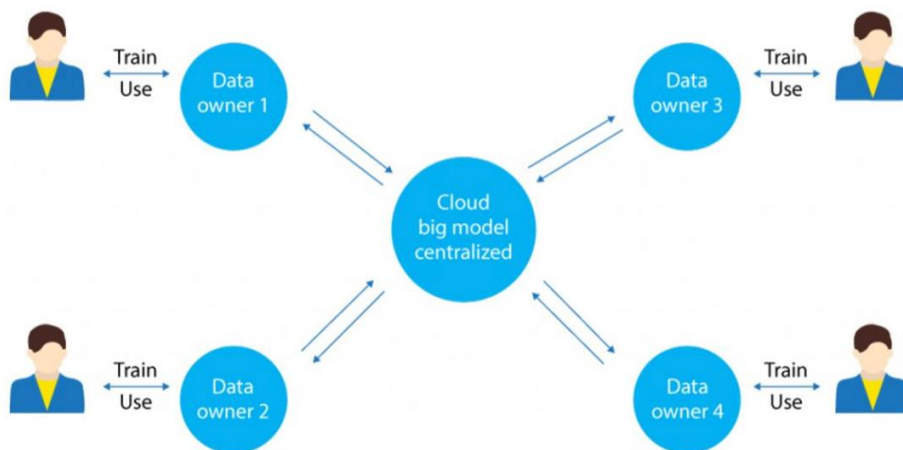 Train
Use
Data
owner 1
Data
owner 3
Train
Use
Cloud
big model
centralized
Train
Use
Data
owner 2
Data
owner 4
Train
Use